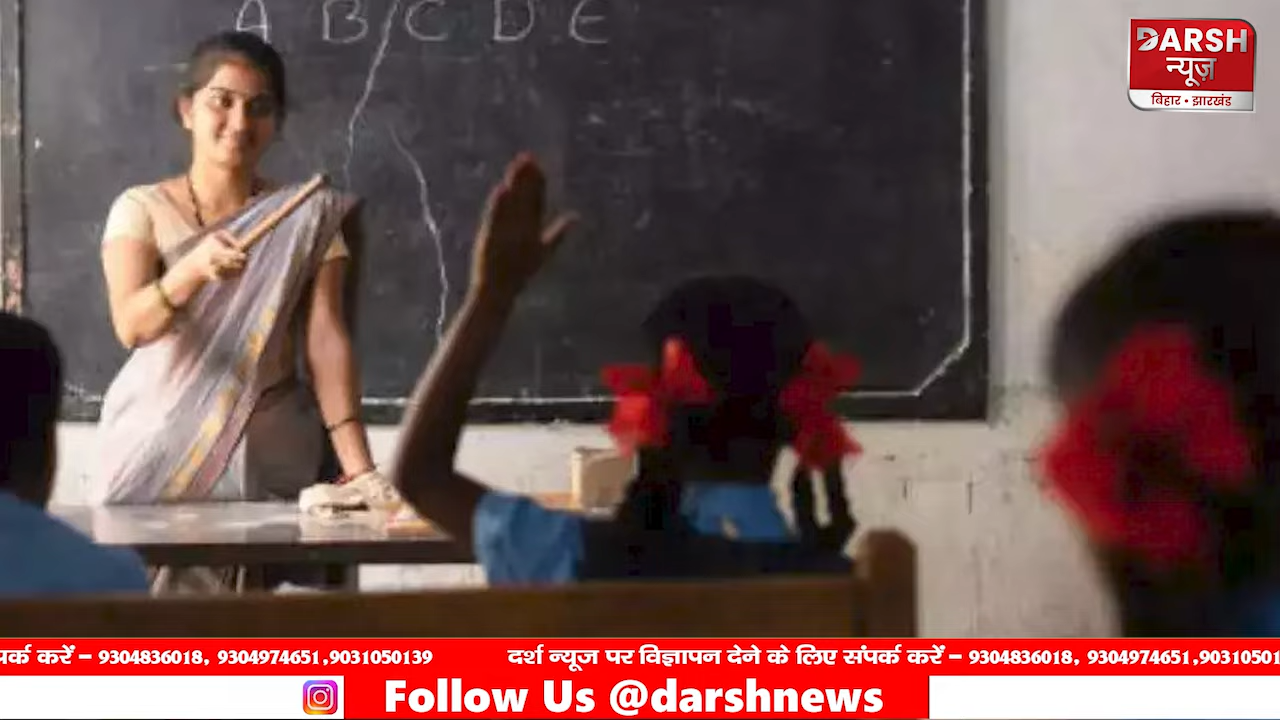 A B C D E
DARSH
न्यूज़
बिहार • झारखंड
र्क करें – 9304836018, 9304974651,9031050139 दर्श न्यूज पर विज्ञापन देने के लिए संपर्क करें – 9304836018, 9304974651,90310501
Follow Us @darshnews